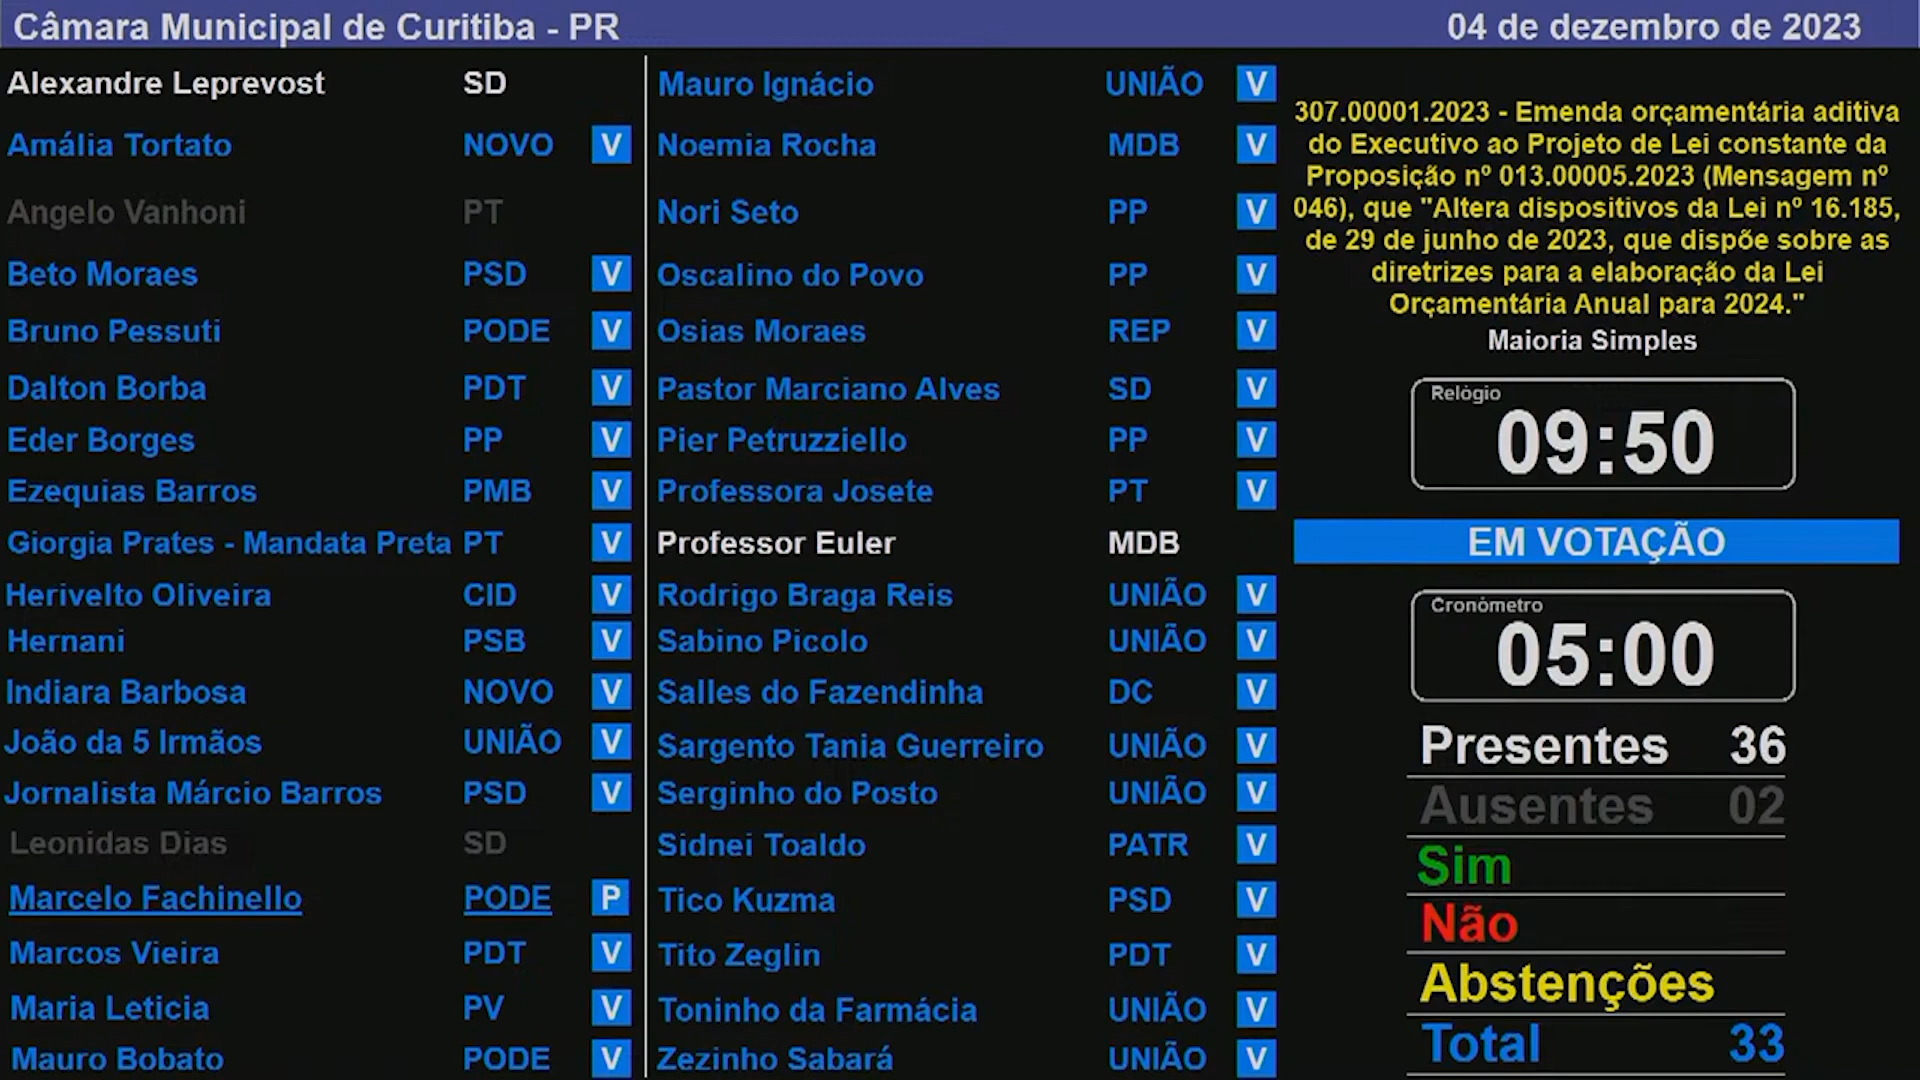 Câmara Municipal de Curitiba - PR 04 de dezembro de 2023
Alexandre Leprevost SD
Amália Tortato NOVO V
Angelo Vanhoni PT
Beto Moraes PSD V
Bruno Pessuti PODE V
Dalton Borba PDT V
Eder Borges PP V
Ezequias Barros PMB V
Giorgia Prates - Mandata Preta PT V
Herivelto Oliveira CID V
Hernani PSB V
Indiara Barbosa NOVO V
João da 5 Irmãos UNIÃO V
Jornalista Márcio Barros PSD V
Leonidas Dias SD
Marcelo Fachinello PODE P
Marcos Vieira PDT V
Maria Leticia PV V
Mauro Bobato PODE V
Mauro Ignácio UNIÃO V
Noemia Rocha MDB V
Nori Seto PP V
Oscalino do Povo PP V
Osias Moraes REP V
Pastor Marciano Alves SD V
Pier Petruzziello PP V
Professora Josete PT V
Professor Euler MDB
Rodrigo Braga Reis UNIÃO V
Sabino Picolo UNIÃO V
Salles do Fazendinha DC V
Sargento Tania Guerreiro UNIÃO V
Serginho do Posto UNIÃO V
Sidnei Toaldo PATR V
Tico Kuzma PSD V
Tito Zeglin PDT V
Toninho da Farmácia UNIÃO V
Zezinho Sabará UNIÃO V
307.00001.2023 - Emenda orçamentária aditiva
do Executivo ao Projeto de Lei constante da
Proposição nº 013.00005.2023 (Mensagem nº
046), que "Altera dispositivos da Lei nº 16.185,
de 29 de junho de 2023, que dispõe sobre as
diretrizes para a elaboração da Lei
Orçamentária Anual para 2024."
Maioria Simples
Relógio
09:50
EM VOTAÇÃO
Cronômetro
05:00
Presentes 36
Ausentes 02
Sim
Não
Abstenções
Total 33